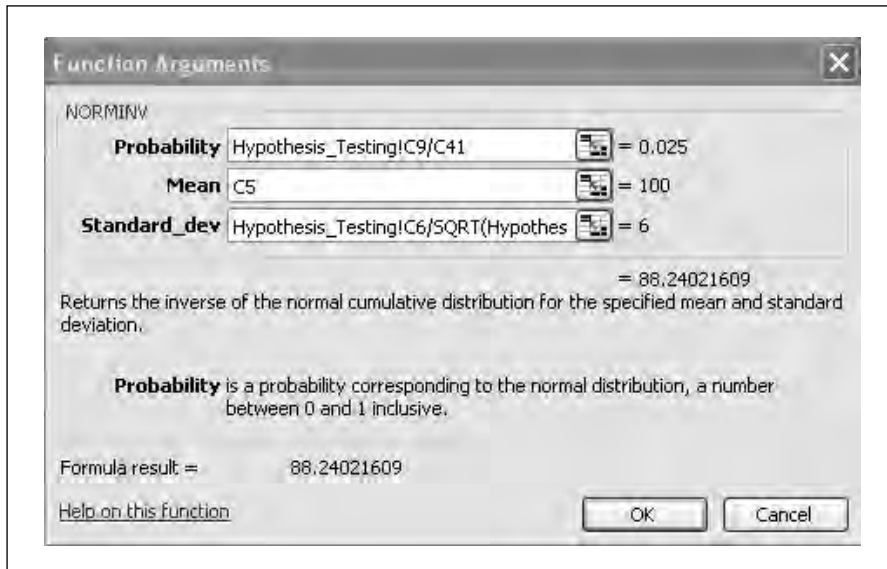 Function Arguments
NORMINV
Probability Hypothesis_Testing!C9/C41 = 0.025
Mean C5 = 100
Standard_dev Hypothesis_Testing!C6/SQRT(Hypothes = 6
= 88.24021609
Returns the inverse of the normal cumulative distribution for the specified mean and standard
deviation.
Probability is a probability corresponding to the normal distribution, a number
between 0 and 1 inclusive.
Formula result = 88.24021609
Help on this function OK Cancel